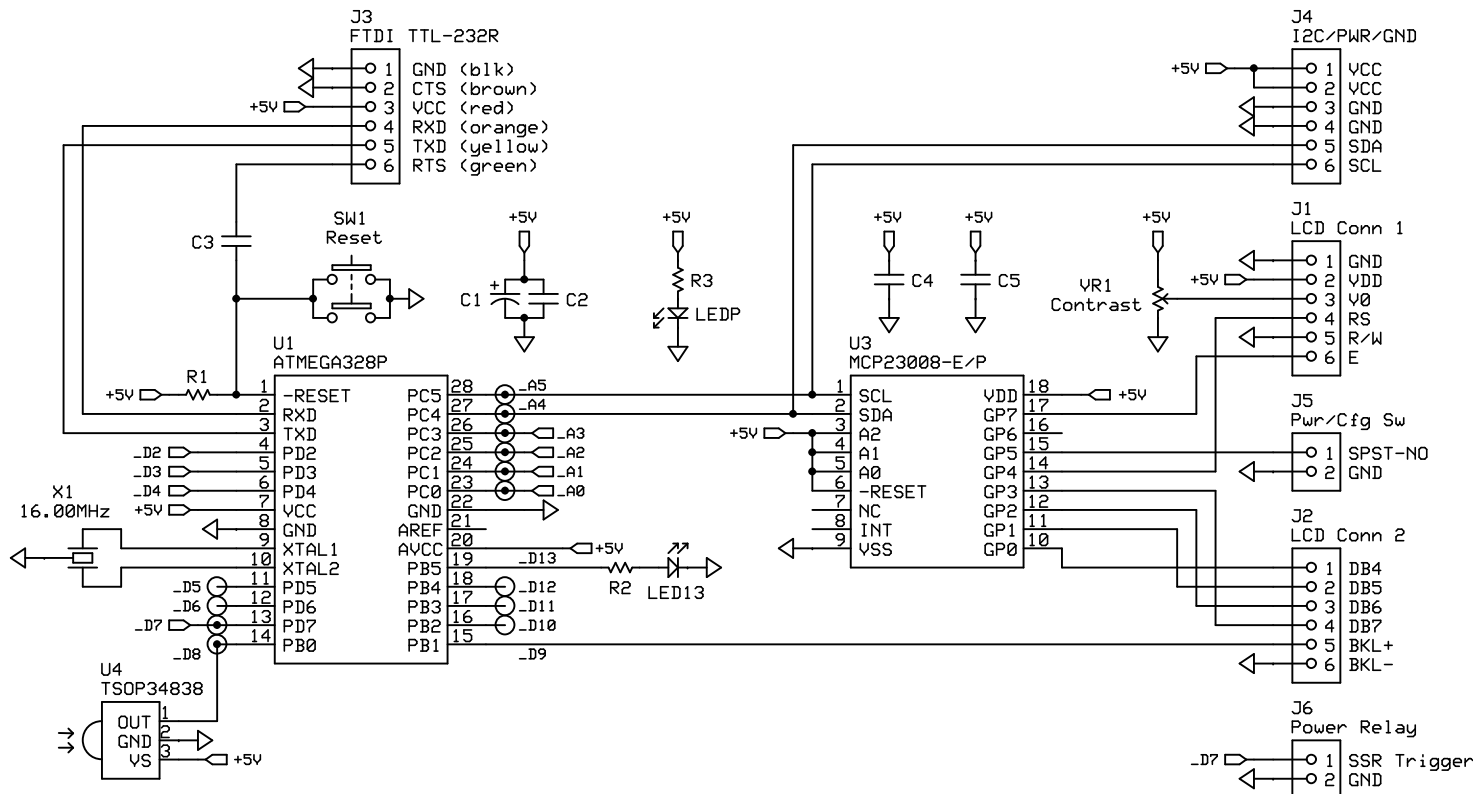 J3
FTDI TTL-232R
1 GND (blk)
2 CTS (brown)
+5V 3 VCC (red)
4 RXD (orange)
5 TXD (yellow)
6 RTS (green)
J4
I2C/PWR/GND
+5V 1 VCC
2 VCC
3 GND
4 GND
5 SDA
6 SCL
C3
SW1
Reset
+5V
+ C1 C2
+5V
R3
LEDP
+5V
C4
+5V
C5
+5V
VR1
Contrast
J1
LCD Conn 1
1 GND
+5V 2 VDD
3 V0
4 RS
5 R/W
6 E
U1
ATMEGA328P
+5V R1 1 -RESET
2 RXD
3 TXD
_D2 4 PD2
_D3 5 PD3
_D4 6 PD4
+5V 7 VCC
8 GND
9 XTAL1
10 XTAL2
_D5 11 PD5
_D6 12 PD6
_D7 13 PD7
_D8 14 PB0
PC5 28 _A5
PC4 27 _A4
PC3 26 _A3
PC2 25 _A2
PC1 24 _A1
PC0 23 _A0
GND 22
AREF 21
AVCC 20 +5V
PB5 19 _D13
PB4 18 _D12
PB3 17 _D11
PB2 16 _D10
PB1 15 _D9
R2
LED13
X1
16.00MHz
U3
MCP23008-E/P
1 SCL
2 SDA
+5V 3 A2
4 A1
5 A0
6 -RESET
7 NC
8 INT
9 VSS
VDD 18 +5V
GP7 17
GP6 16
GP5 15
GP4 14
GP3 13
GP2 12
GP1 11
GP0 10
J5
Pwr/Cfg Sw
1 SPST-NO
2 GND
J2
LCD Conn 2
1 DB4
2 DB5
3 DB6
4 DB7
5 BKL+
6 BKL-
U4
TSOP34838
OUT 1
GND 2
VS 3 +5V
J6
Power Relay
_D7 1 SSR Trigger
2 GND